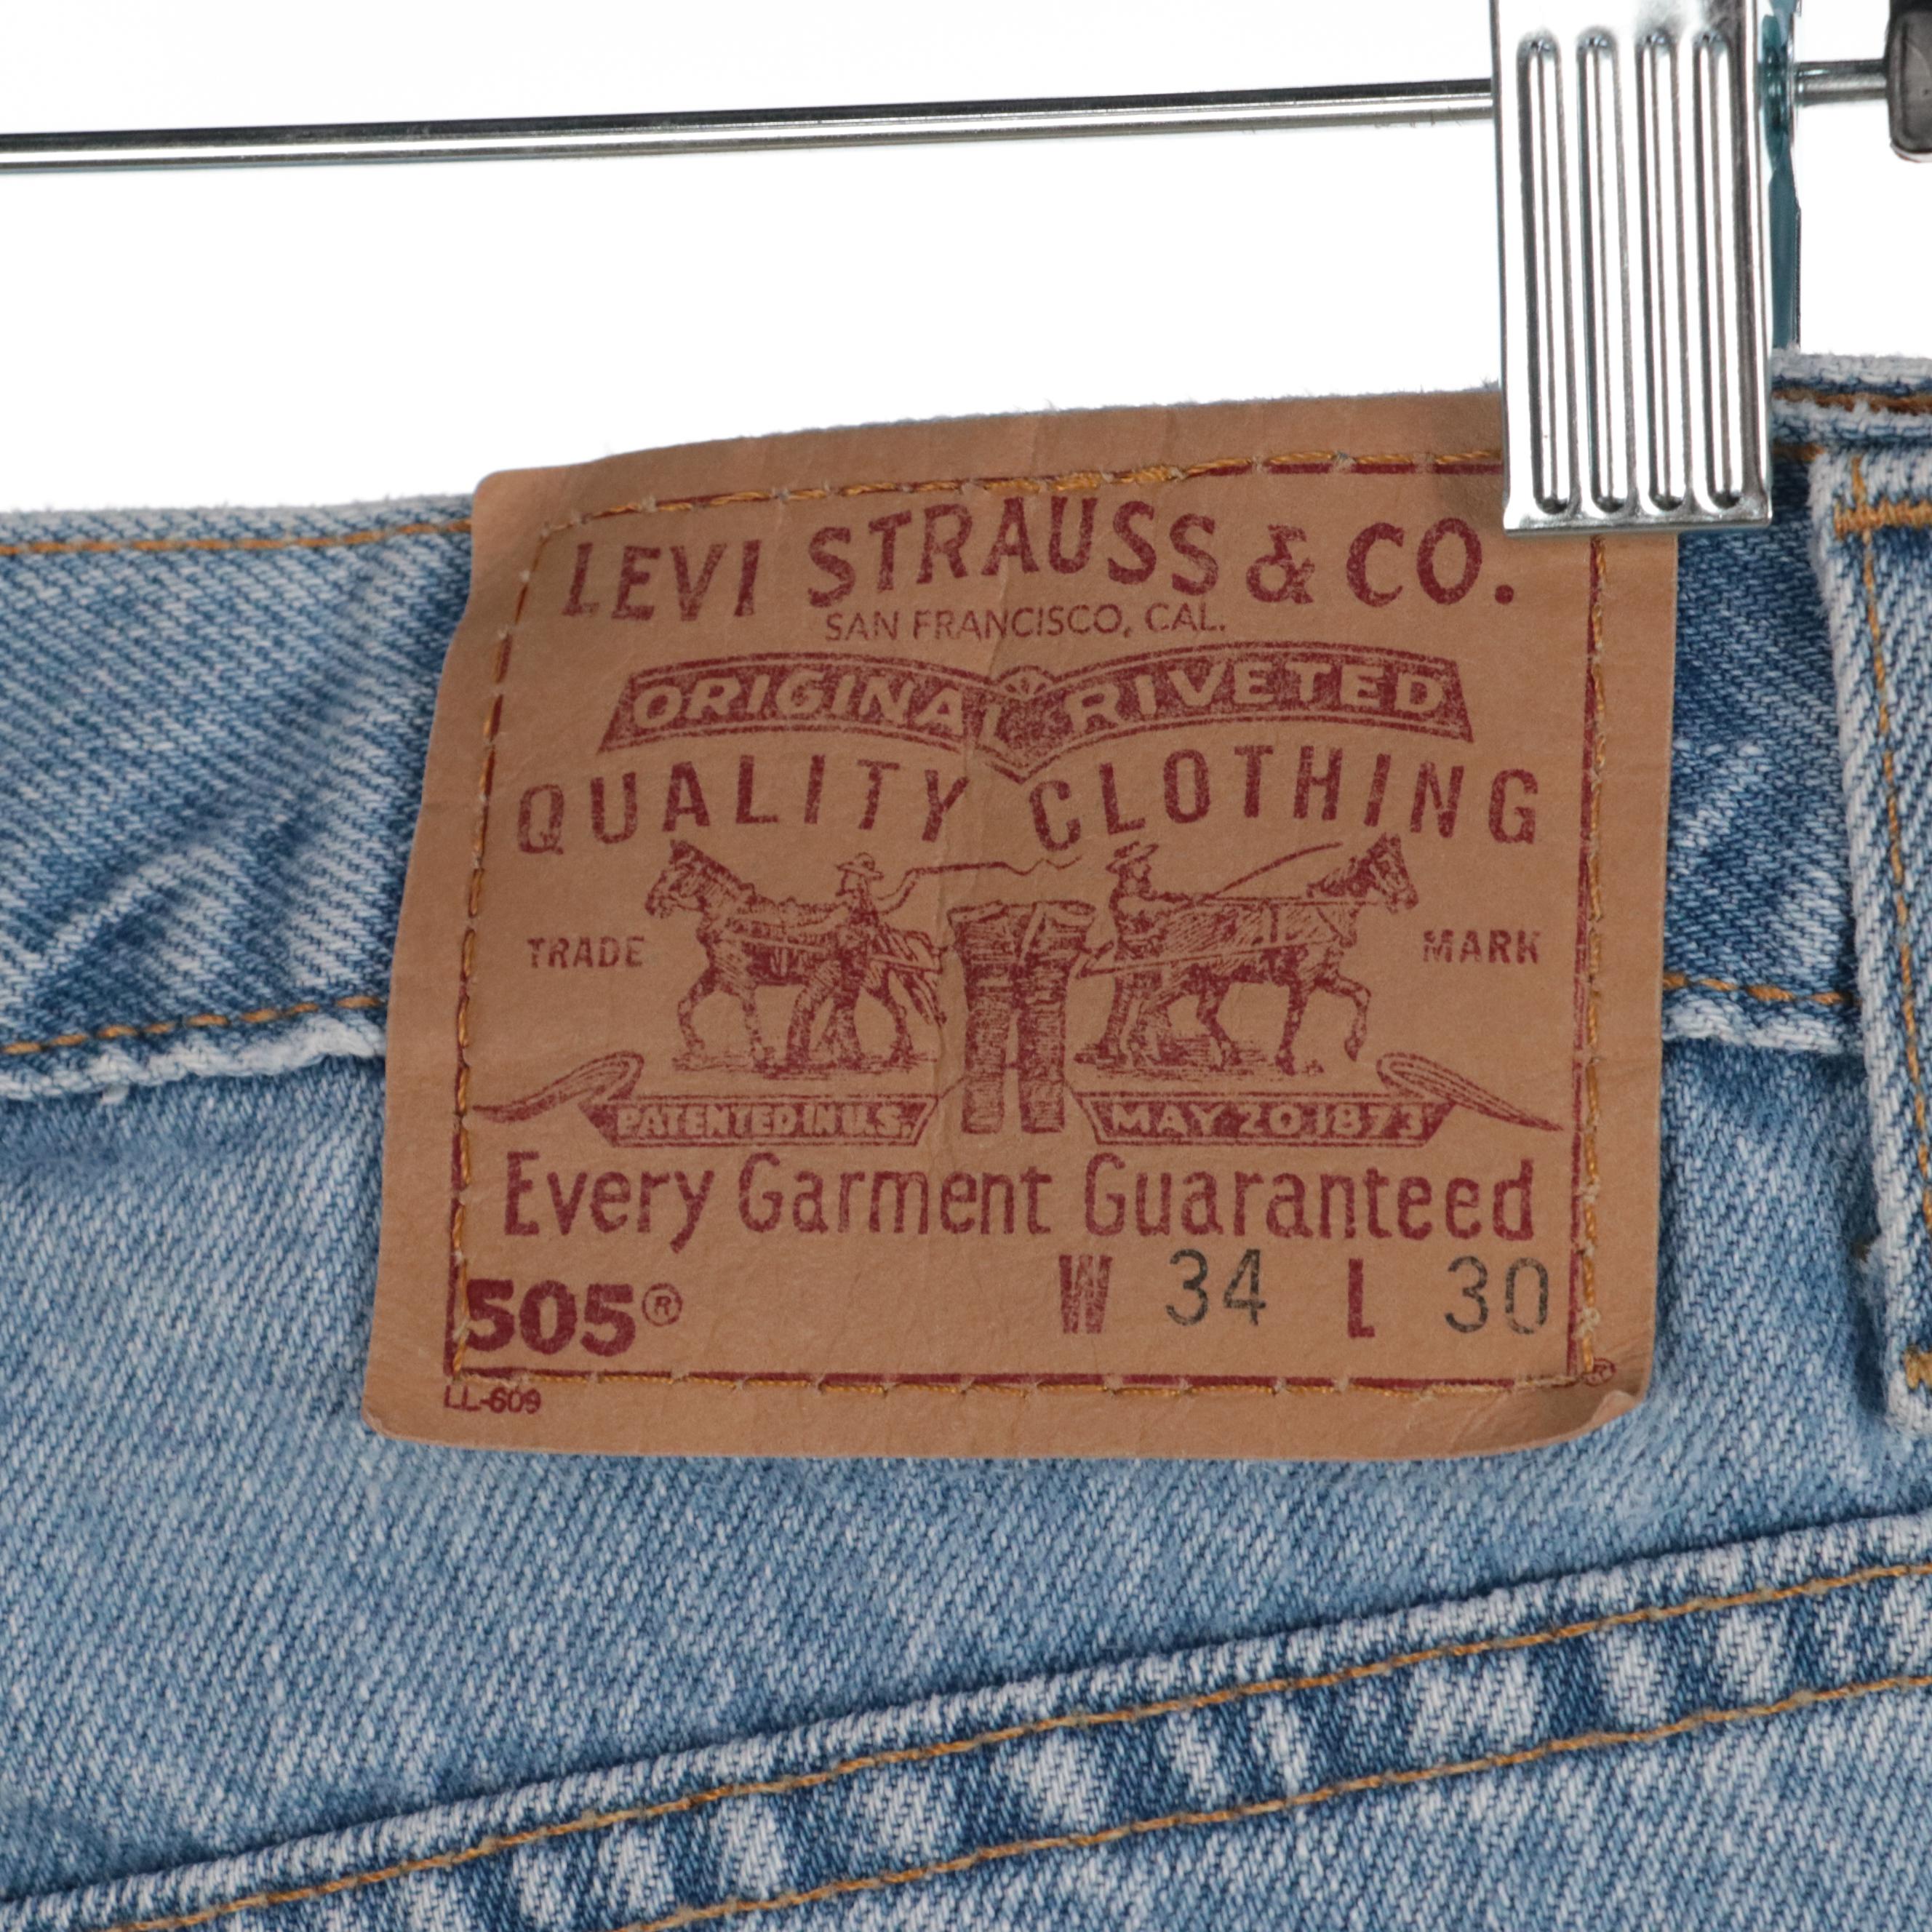 LEVI STRAUSS & CO.
SAN FRANCISCO, CAL.
ORIGINAL RIVETED
QUALITY CLOTHING
TRADE MARK
PATENTED IN U.S. MAY 20 1873
Every Garment Guaranteed
505® W 34 L 30
®
LL-609